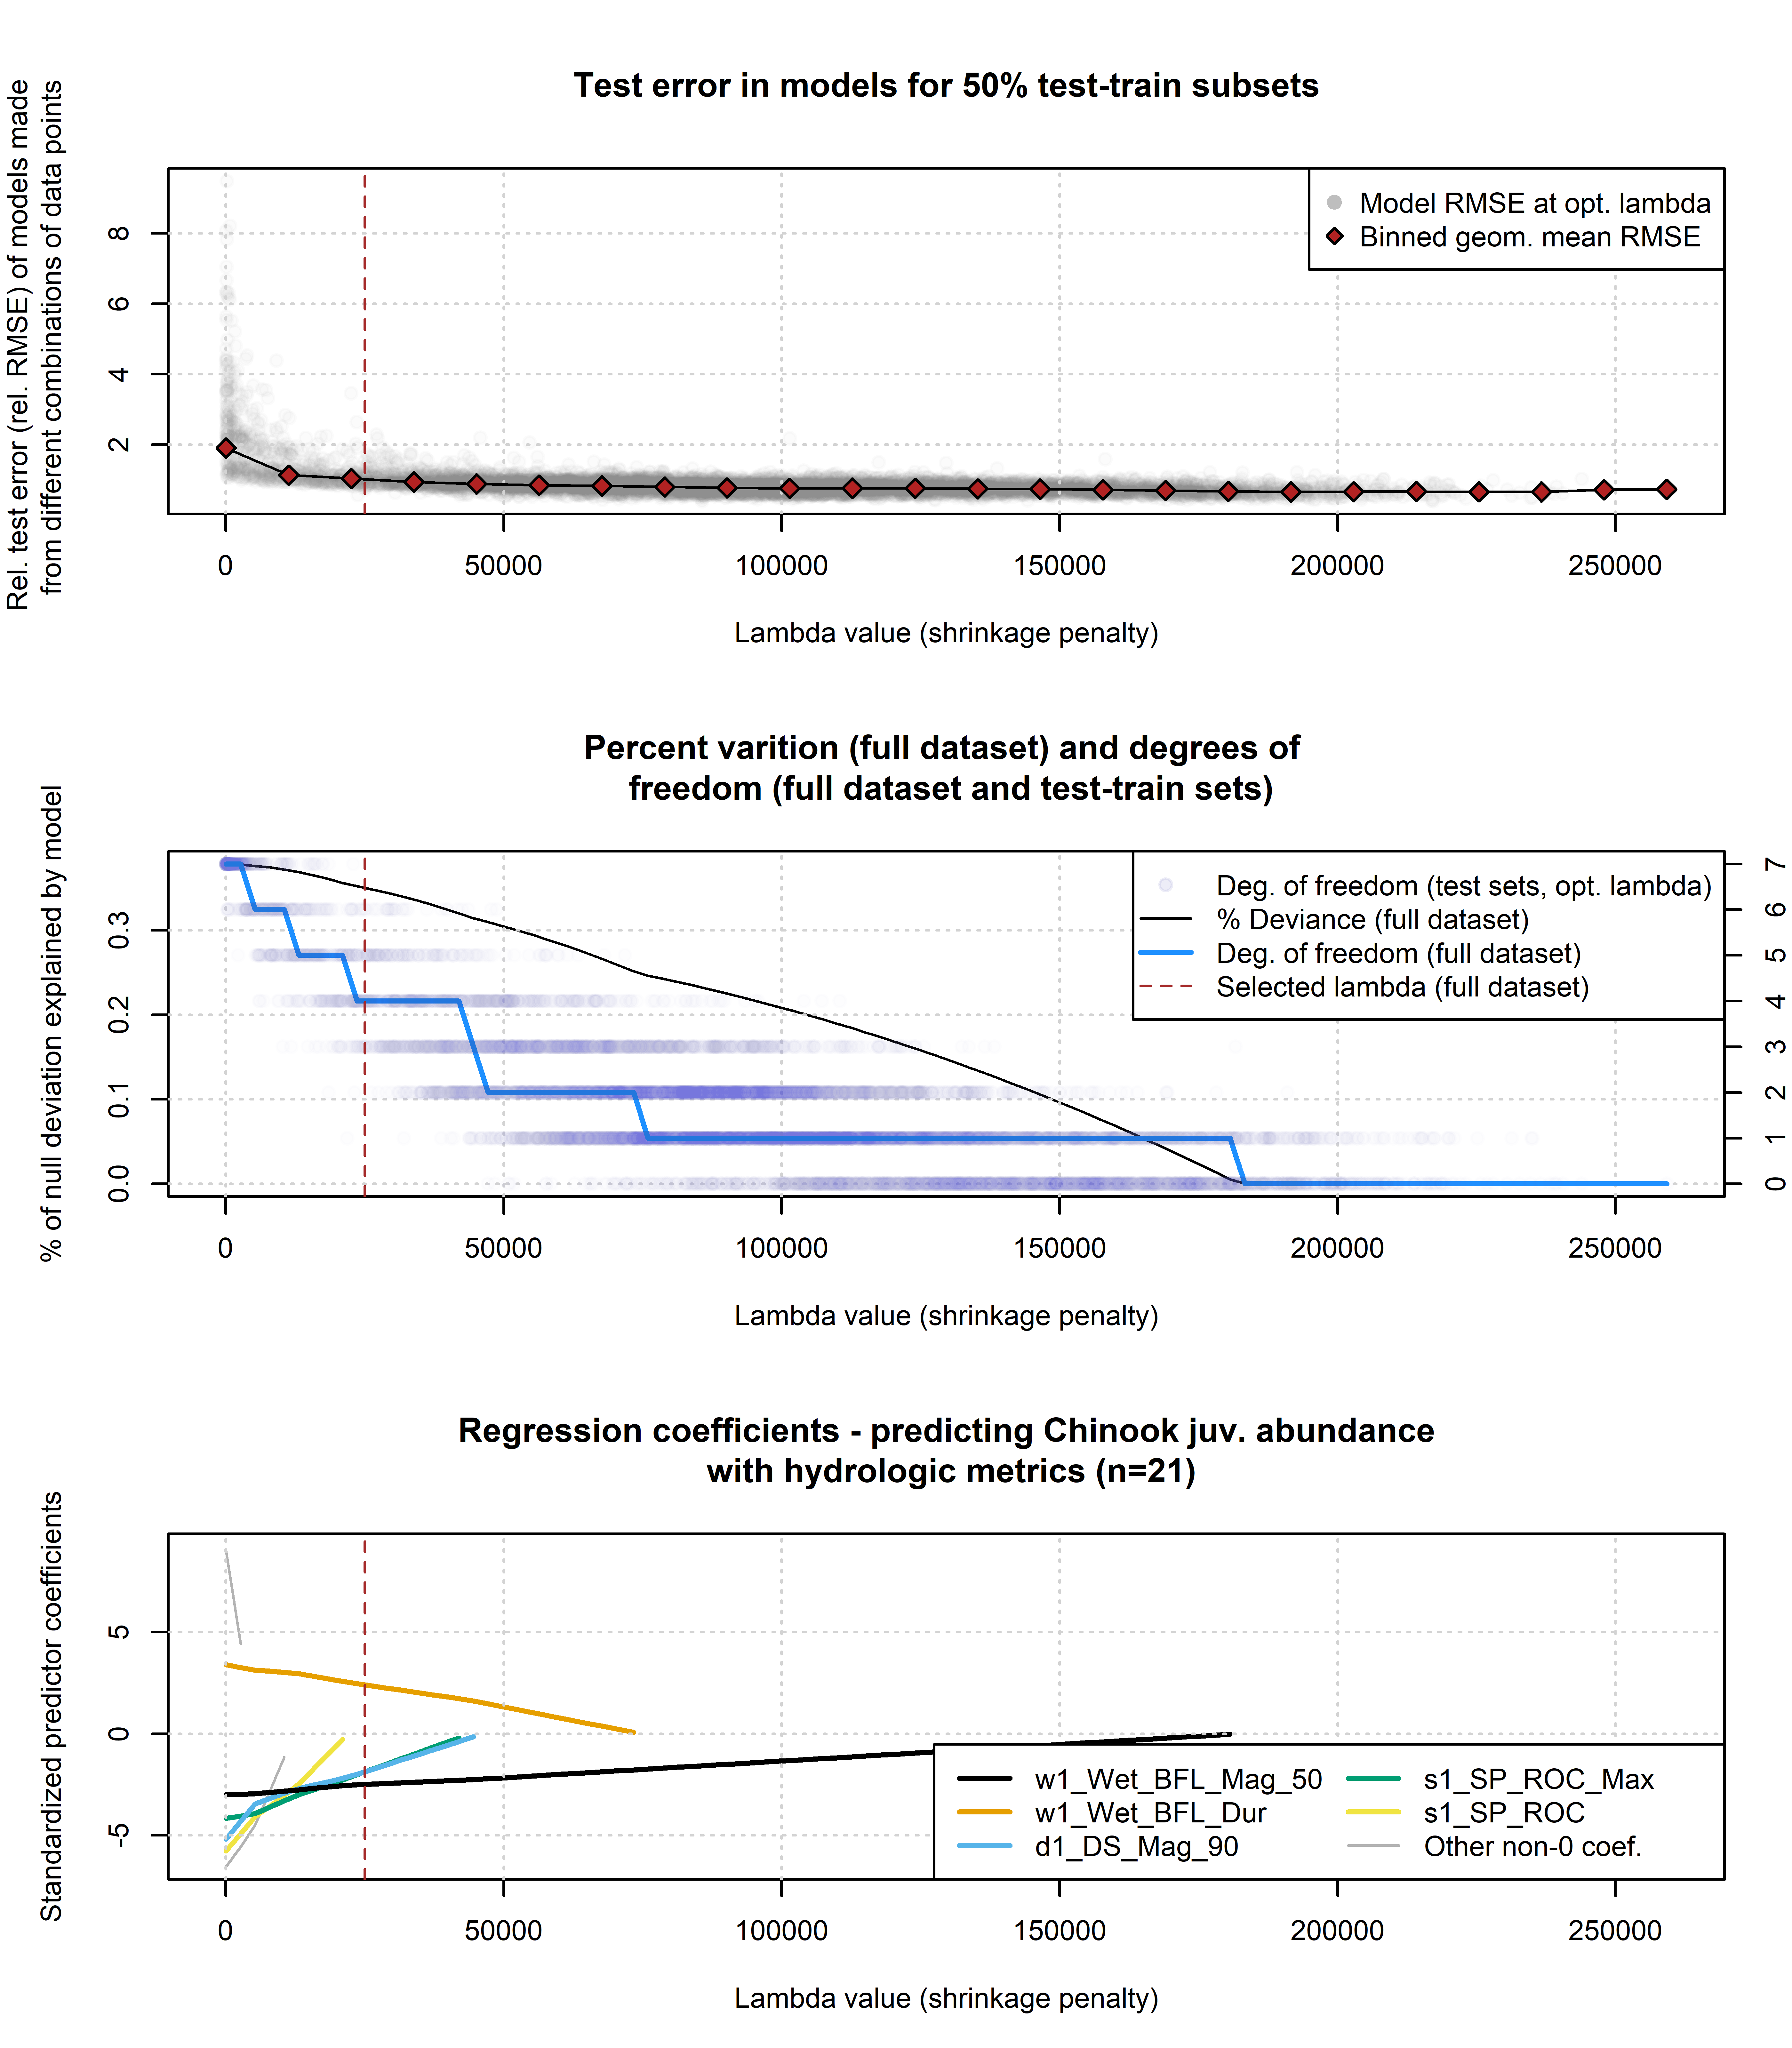 Test error in models for 50% test-train subsets
Rel. test error (rel. RMSE) of models made
from different combinations of data points
8
6
4
2
Model RMSE at opt. lambda
Binned geom. mean RMSE
0 50000 100000 150000 200000 250000
Lambda value (shrinkage penalty)
Percent varition (full dataset) and degrees of
freedom (full dataset and test-train sets)
% of null deviation explained by model
0.3
0.2
0.1
0.0
Deg. of freedom (test sets, opt. lambda)
% Deviance (full dataset)
Deg. of freedom (full dataset)
Selected lambda (full dataset)
7
6
5
4
3
2
1
0
0 50000 100000 150000 200000 250000
Lambda value (shrinkage penalty)
Regression coefficients - predicting Chinook juv. abundance
with hydrologic metrics (n=21)
Standardized predictor coefficients
5
0
-5
w1_Wet_BFL_Mag_50
w1_Wet_BFL_Dur
d1_DS_Mag_90
s1_SP_ROC_Max
s1_SP_ROC
Other non-0 coef.
0 50000 100000 150000 200000 250000
Lambda value (shrinkage penalty)